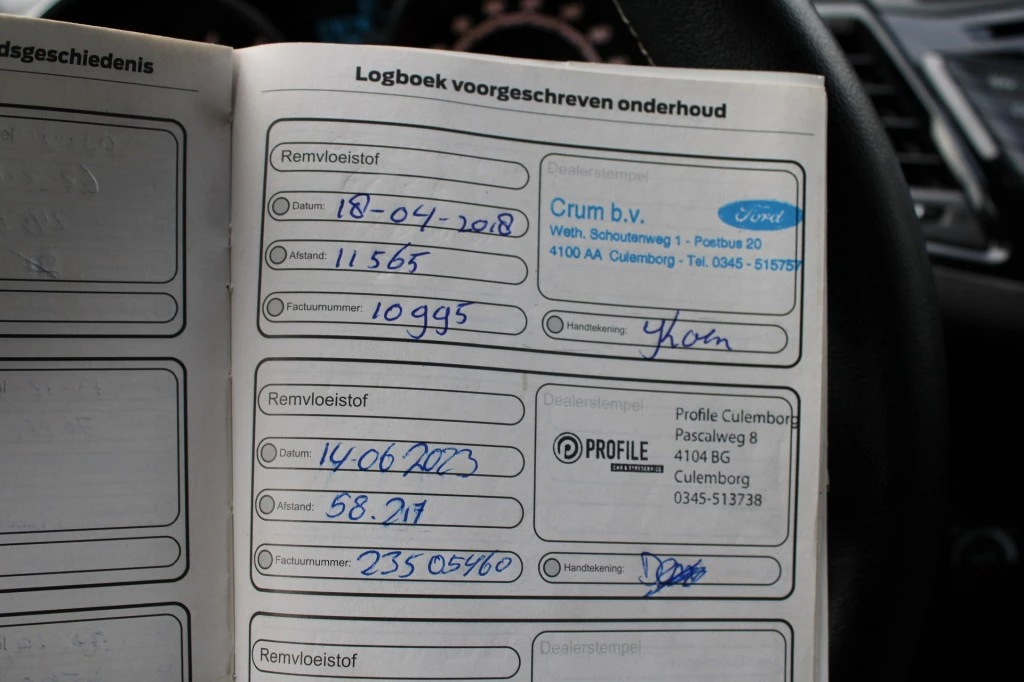 dsgeschiedenis
Logboek voorgeschreven onderhoud
Remvloeistof
Datum: 18-04-2018
Afstand: 11565
Factuurnummer: 10995
Dealerstempel
Ford
Crum b.v.
Weth. Schoutenweg 1 - Postbus 20
4100 AA Culemborg - Tel. 0345 - 515757
Handtekening:
Remvloeistof
Datum: 14-06 2023
Afstand: 58.217
Factuurnummer: 23505460
Dealerstempel
PROFILE
CAR & TYRESERVICE
Profile Culemborg
Pascalweg 8
4104 BG
Culemborg
0345-513738
Handtekening:
Remvloeistof
Dealerstempel